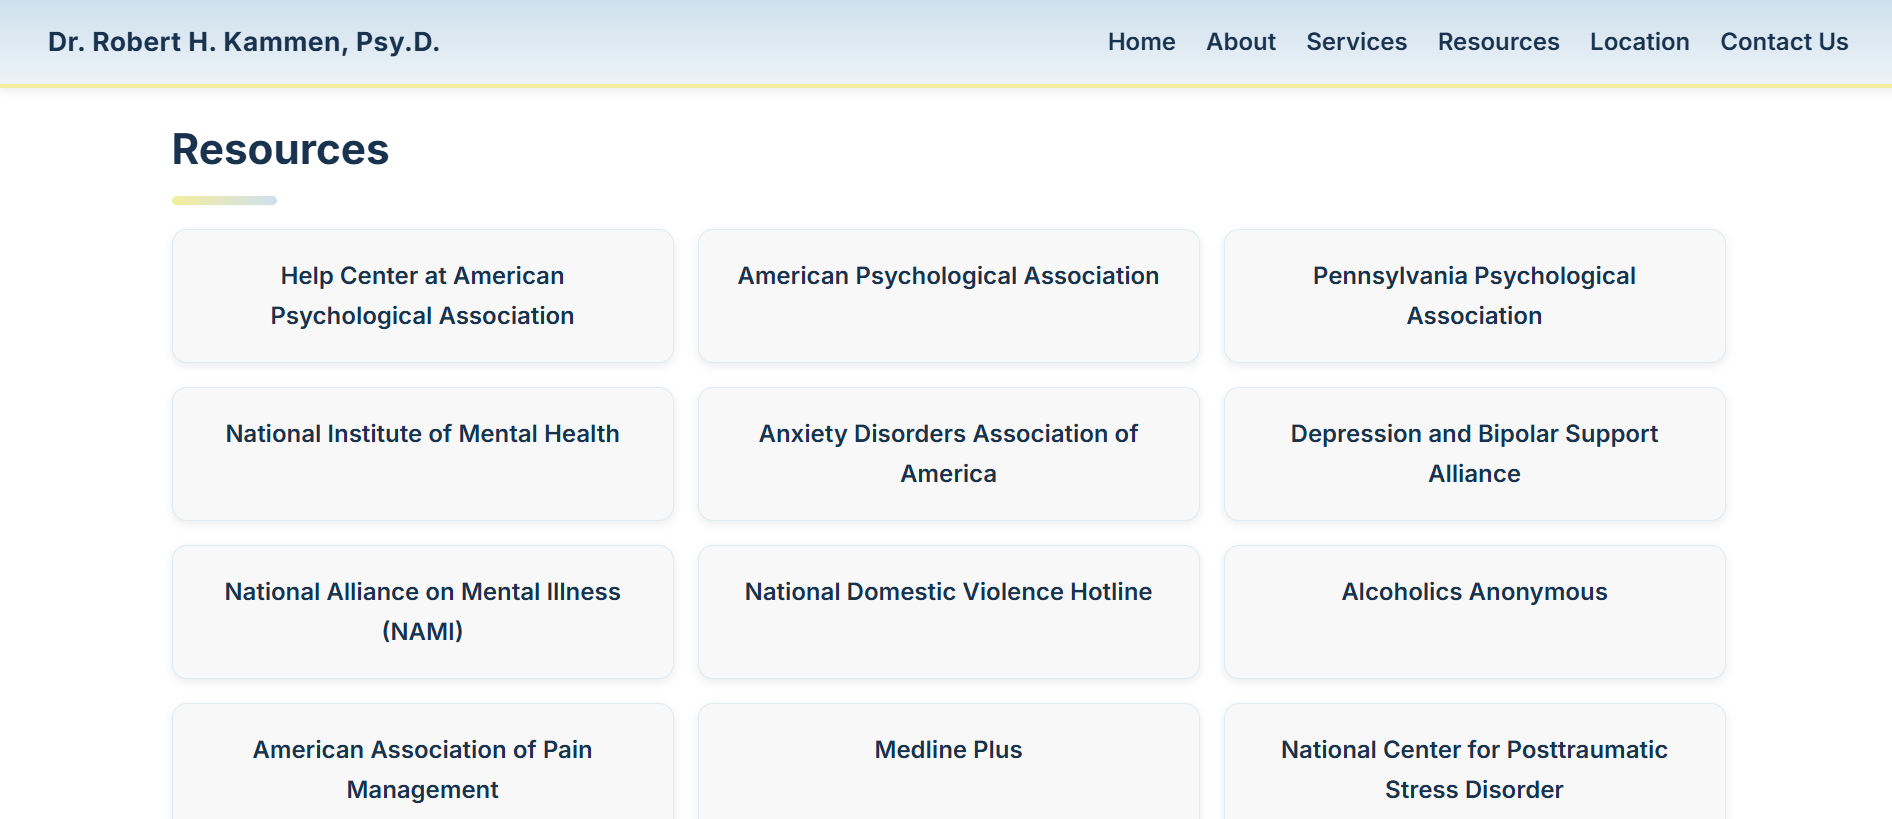 Dr. Robert H. Kammen, Psy.D.
Home About Services Resources Location Contact Us
Resources
Help Center at American
Psychological Association
American Psychological Association
Pennsylvania Psychological
Association
National Institute of Mental Health
Anxiety Disorders Association of
America
Depression and Bipolar Support
Alliance
National Alliance on Mental Illness
(NAMI)
National Domestic Violence Hotline
Alcoholics Anonymous
American Association of Pain
Management
Medline Plus
National Center for Posttraumatic
Stress Disorder